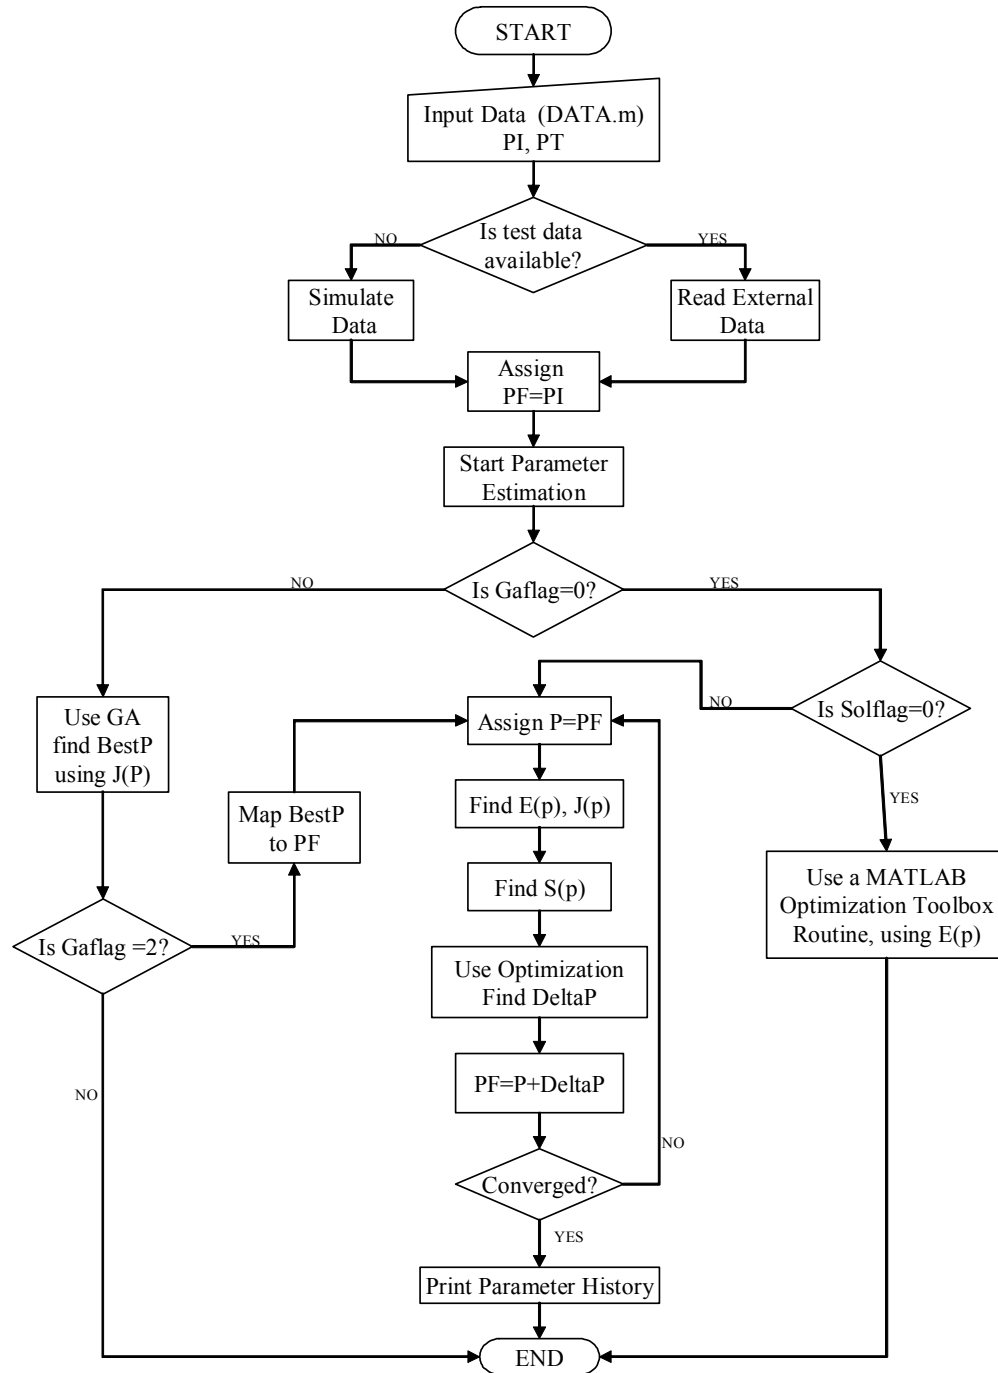 START
Input Data (DATA.m)
PI, PT
Is test data
available?
NO
YES
Simulate
Data
Read External
Data
Assign
PF=PI
Start Parameter
Estimation
Is Gaflag=0?
NO
YES
Is Solflag=0?
NO
YES
Use GA
find BestP
using J(P)
Assign P=PF
Map BestP
to PF
Find E(p), J(p)
Find S(p)
Use a MATLAB
Optimization Toolbox
Routine, using E(p)
Is Gaflag =2?
YES
NO
Use Optimization
Find DeltaP
PF=P+DeltaP
Converged?
NO
YES
Print Parameter History
END